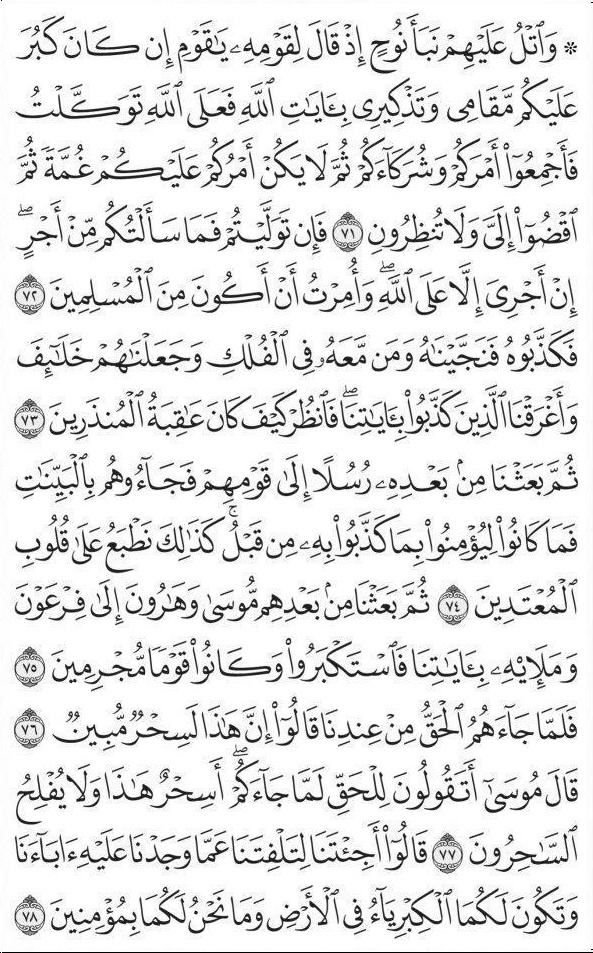 ۞ وَٱتْلُ عَلَيْهِمْ نَبَأَ نُوحٍ إِذْ قَالَ لِقَوْمِهِۦ يَٰقَوْمِ إِن كَانَ كَبُرَ
عَلَيْكُم مَّقَامِى وَتَذْكِيرِى بِـَٔايَٰتِ ٱللَّهِ فَعَلَى ٱللَّهِ تَوَكَّلْتُ
فَأَجْمِعُوٓا۟ أَمْرَكُمْ وَشُرَكَآءَكُمْ ثُمَّ لَا يَكُنْ أَمْرُكُمْ عَلَيْكُمْ غُمَّةً ثُمَّ
ٱقْضُوٓا۟ إِلَىَّ وَلَا تُنظِرُونِ ٧١ فَإِن تَوَلَّيْتُمْ فَمَا سَأَلْتُكُم مِّنْ أَجْرٍ ۖ
إِنْ أَجْرِىَ إِلَّا عَلَى ٱللَّهِ ۖ وَأُمِرْتُ أَنْ أَكُونَ مِنَ ٱلْمُسْلِمِينَ ٧٢
فَكَذَّبُوهُ فَنَجَّيْنَٰهُ وَمَن مَّعَهُۥ فِى ٱلْفُلْكِ وَجَعَلْنَٰهُمْ خَلَٰٓئِفَ
وَأَغْرَقْنَا ٱلَّذِينَ كَذَّبُوا۟ بِـَٔايَٰتِنَا ۖ فَٱنظُرْ كَيْفَ كَانَ عَٰقِبَةُ ٱلْمُنذَرِينَ ٧٣
ثُمَّ بَعَثْنَا مِنۢ بَعْدِهِۦ رُسُلًا إِلَىٰ قَوْمِهِمْ فَجَآءُوهُم بِٱلْبَيِّنَٰتِ
فَمَا كَانُوا۟ لِيُؤْمِنُوا۟ بِمَا كَذَّبُوا۟ بِهِۦ مِن قَبْلُ ۚ كَذَٰلِكَ نَطْبَعُ عَلَىٰ قُلُوبِ
ٱلْمُعْتَدِينَ ٧٤ ثُمَّ بَعَثْنَا مِنۢ بَعْدِهِم مُّوسَىٰ وَهَٰرُونَ إِلَىٰ فِرْعَوْنَ
وَمَلَإِي۟هِۦ بِـَٔايَٰتِنَا فَٱسْتَكْبَرُوا۟ وَكَانُوا۟ قَوْمًا مُّجْرِمِينَ ٧٥
فَلَمَّا جَآءَهُمُ ٱلْحَقُّ مِنْ عِندِنَا قَالُوٓا۟ إِنَّ هَٰذَا لَسِحْرٌ مُّبِينٌ ٧٦
قَالَ مُوسَىٰٓ أَتَقُولُونَ لِلْحَقِّ لَمَّا جَآءَكُمْ ۖ أَسِحْرٌ هَٰذَا وَلَا يُفْلِحُ
ٱلسَّٰحِرُونَ ٧٧ قَالُوٓا۟ أَجِئْتَنَا لِتَلْفِتَنَا عَمَّا وَجَدْنَا عَلَيْهِ ءَابَآءَنَا
وَتَكُونَ لَكُمَا ٱلْكِبْرِيَآءُ فِى ٱلْأَرْضِ وَمَا نَحْنُ لَكُمَا بِمُؤْمِنِينَ ٧٨